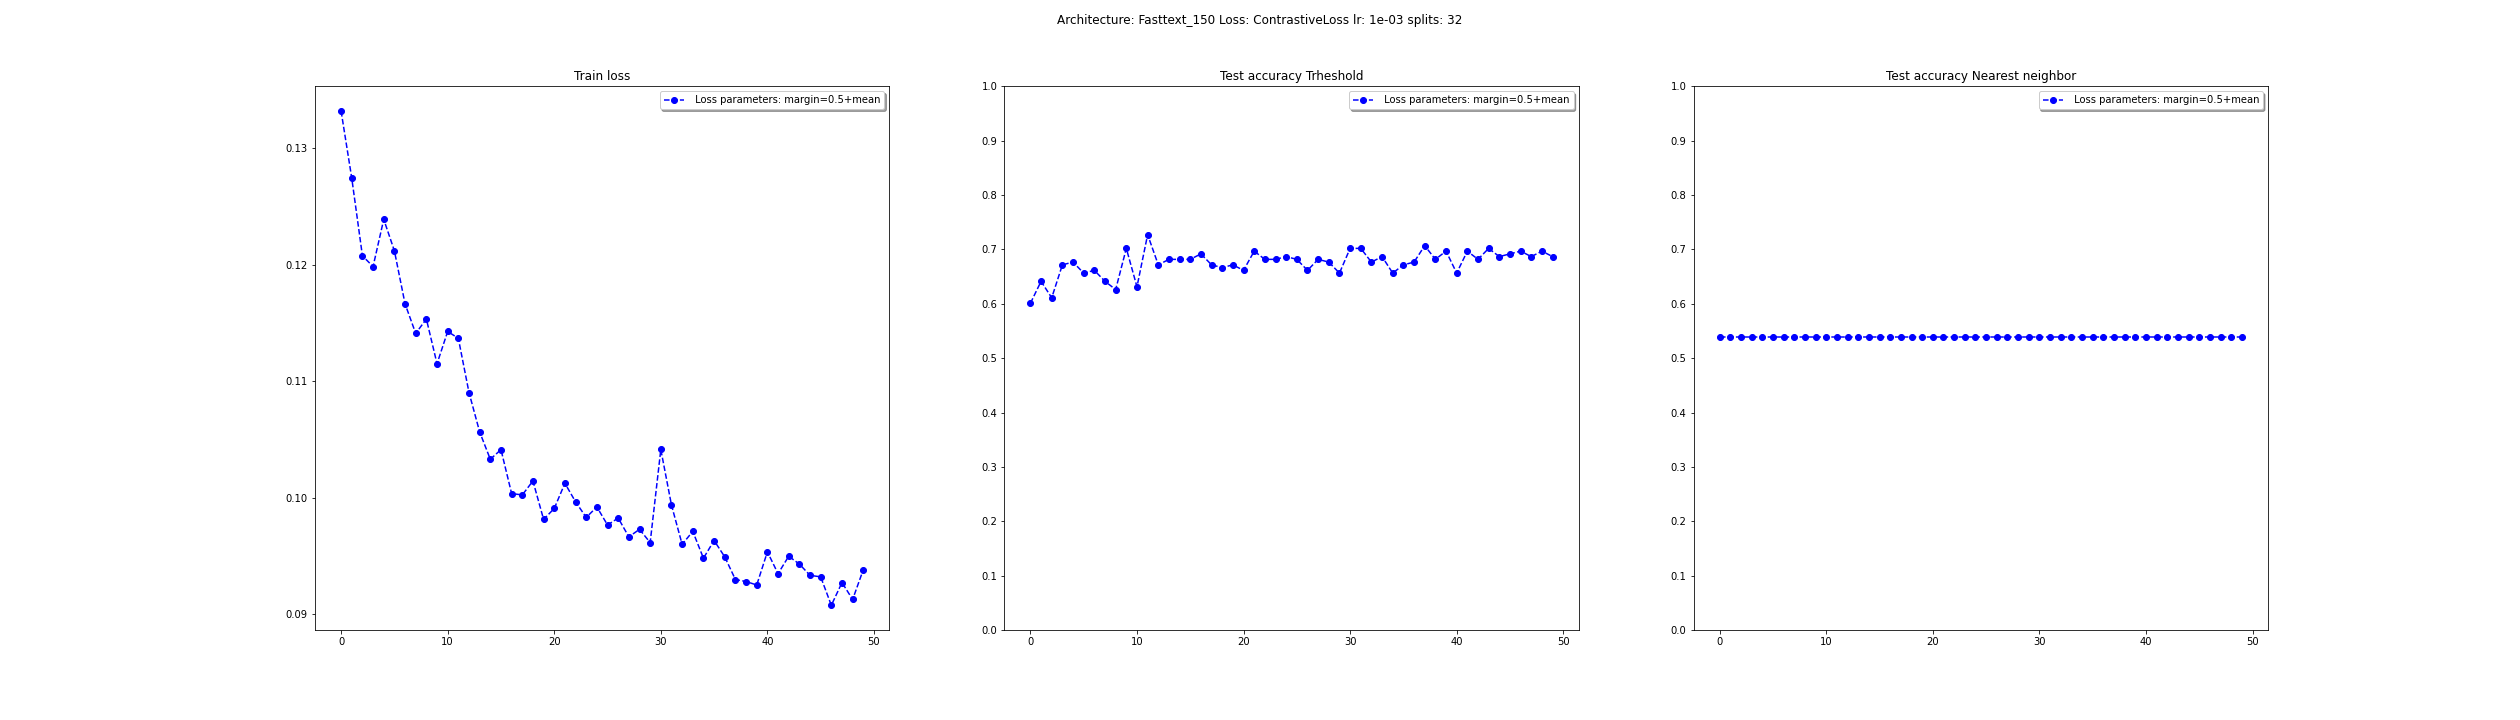 Architecture: Fasttext_150 Loss: ContrastiveLoss lr: 1e-03 splits: 32
Train loss
Loss parameters: margin=0.5+mean
0.13
0.12
0.11
0.10
0.09
0 10 20 30 40 50
Test accuracy Trheshold
Loss parameters: margin=0.5+mean
1.0
0.9
0.8
0.7
0.6
0.5
0.4
0.3
0.2
0.1
0.0
0 10 20 30 40 50
Test accuracy Nearest neighbor
Loss parameters: margin=0.5+mean
1.0
0.9
0.8
0.7
0.6
0.5
0.4
0.3
0.2
0.1
0.0
0 10 20 30 40 50